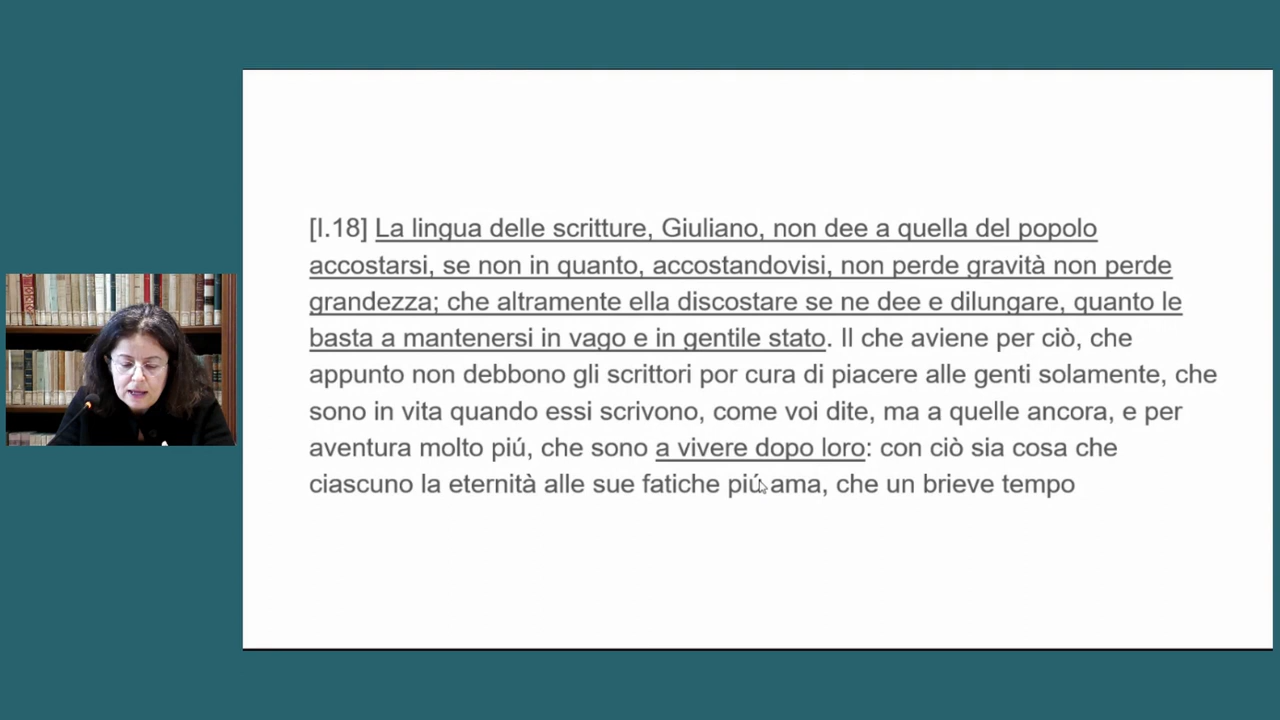 [I.18] La lingua delle scritture, Giuliano, non dee a quella del popolo
accostarsi, se non in quanto, accostandovisi, non perde gravità non perde
grandezza; che altramente ella discostare se ne dee e dilungare, quanto le
basta a mantenersi in vago e in gentile stato. Il che aviene per ciò, che
appunto non debbono gli scrittori por cura di piacere alle genti solamente, che
sono in vita quando essi scrivono, come voi dite, ma a quelle ancora, e per
aventura molto piú, che sono a vivere dopo loro: con ciò sia cosa che
ciascuno la eternità alle sue fatiche piú ama, che un brieve tempo